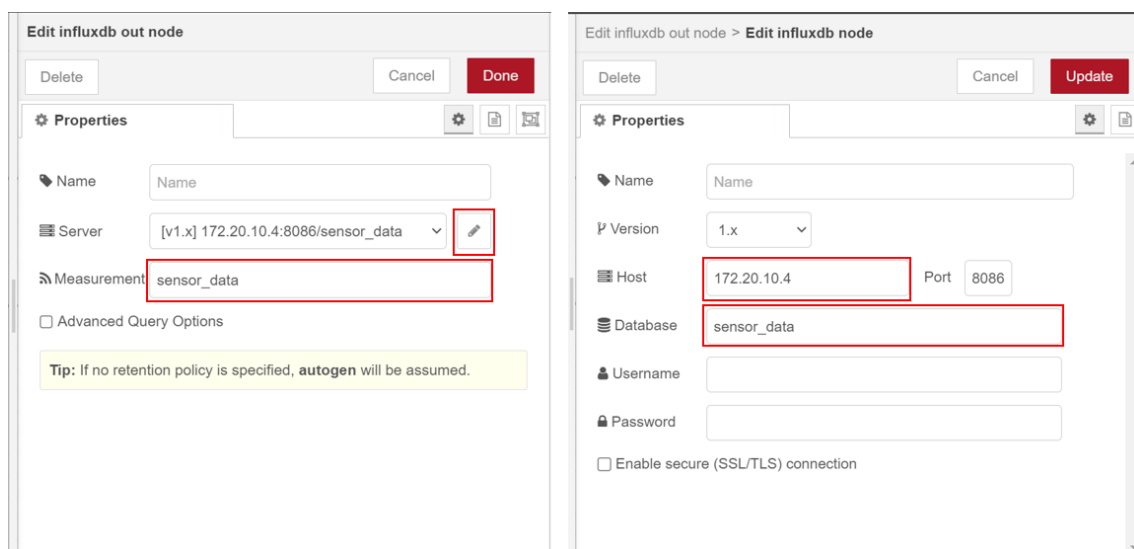 Edit influxdb out node
Delete
Cancel
Done
Properties
Name
Name
Server
[v1.x] 172.20.10.4:8086/sensor_data
Measurement
sensor_data
Advanced Query Options
Tip: If no retention policy is specified, autogen will be assumed.
Edit influxdb out node > Edit influxdb node
Delete
Cancel
Update
Properties
Name
Name
Version
1.x
Host
172.20.10.4
Port
8086
Database
sensor_data
Username
Password
Enable secure (SSL/TLS) connection